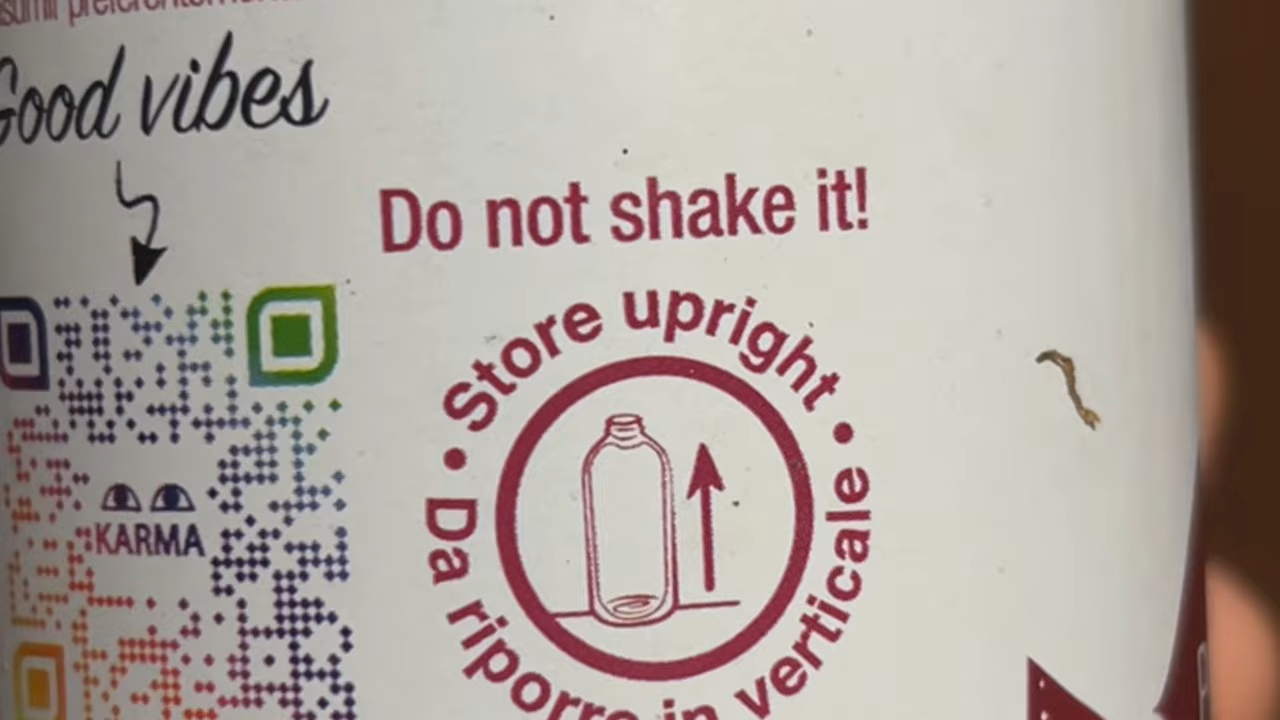 Good vibes
Do not shake it!
• Store upright •
Da riporre in verticale
KARMA